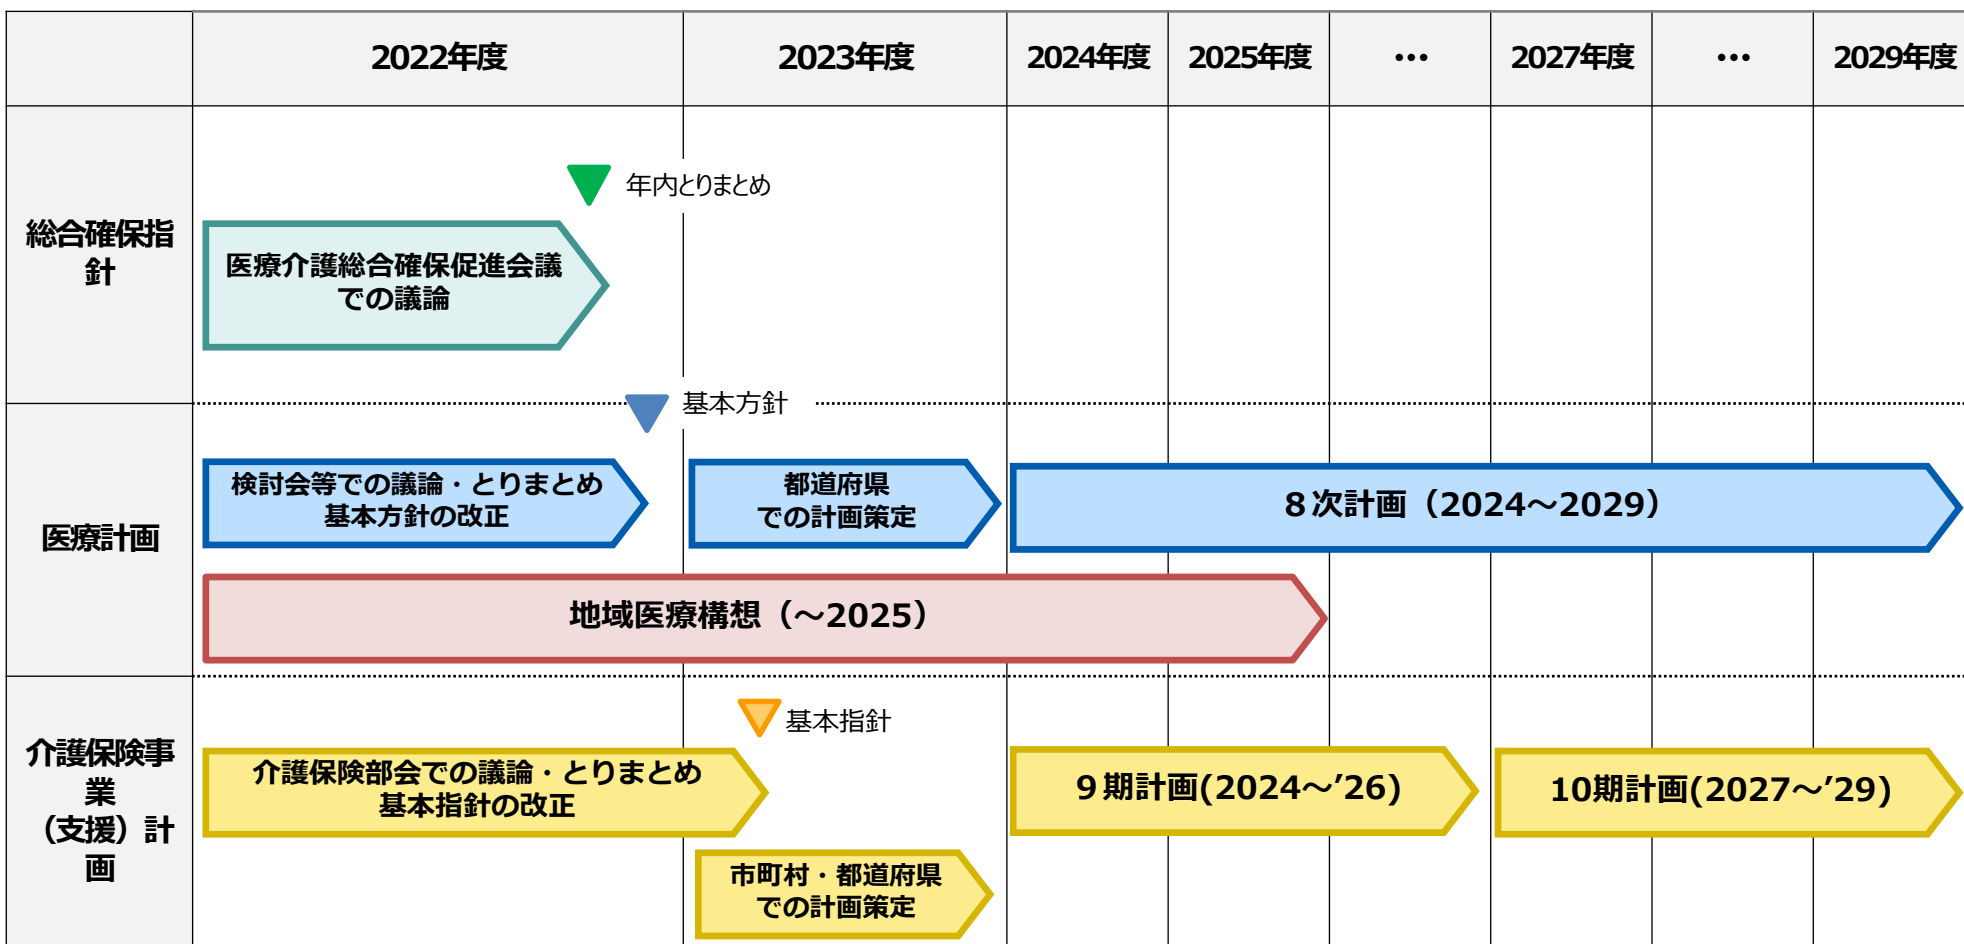 2022年度
2023年度
2024年度
2025年度
…
2027年度
…
2029年度
総合確保指
針
年内とりまとめ
医療介護総合確保促進会議
での議論
医療計画
基本方針
検討会等での議論・とりまとめ
基本方針の改正
都道府県
での計画策定
８次計画（2024～2029）
地域医療構想（～2025）
介護保険事
業
（支援）計
画
基本指針
介護保険部会での議論・とりまとめ
基本指針の改正
９期計画(2024～’26)
10期計画(2027～’29)
市町村・都道府県
での計画策定